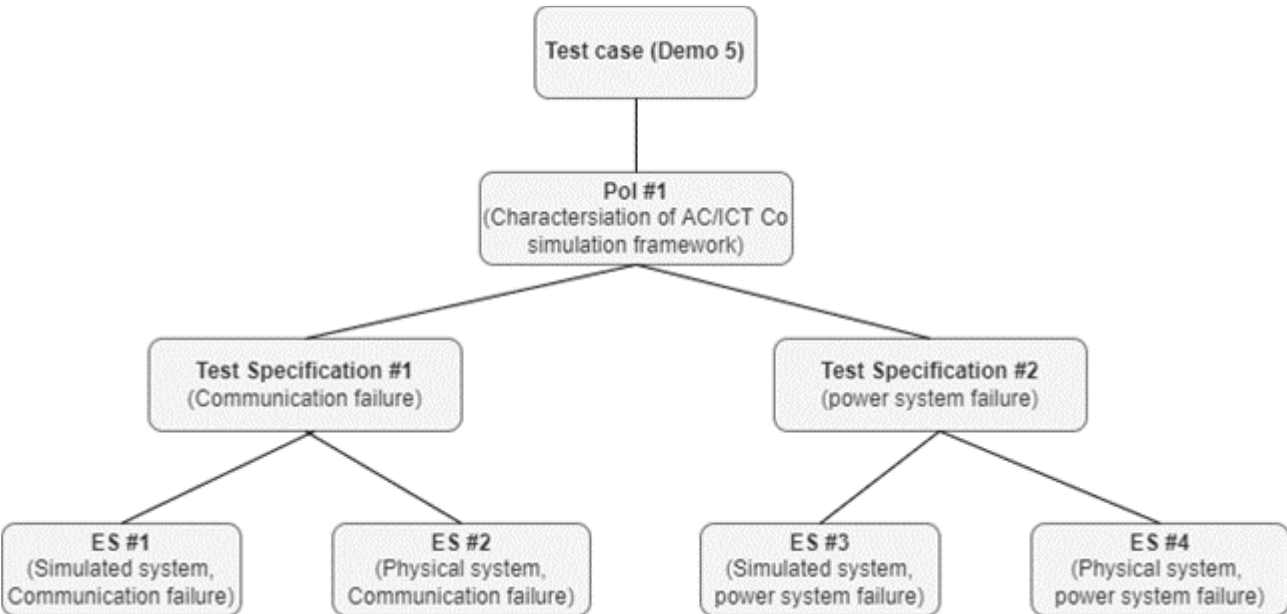 Test case (Demo 5)
PoI #1
(Charactersiation of AC/ICT Co
simulation framework)
Test Specification #1
(Communication failure)
Test Specification #2
(power system failure)
ES #1
(Simulated system,
Communication failure)
ES #2
(Physical system,
Communication failure)
ES #3
(Simulated system,
power system failure)
ES #4
(Physical system,
power system failure)